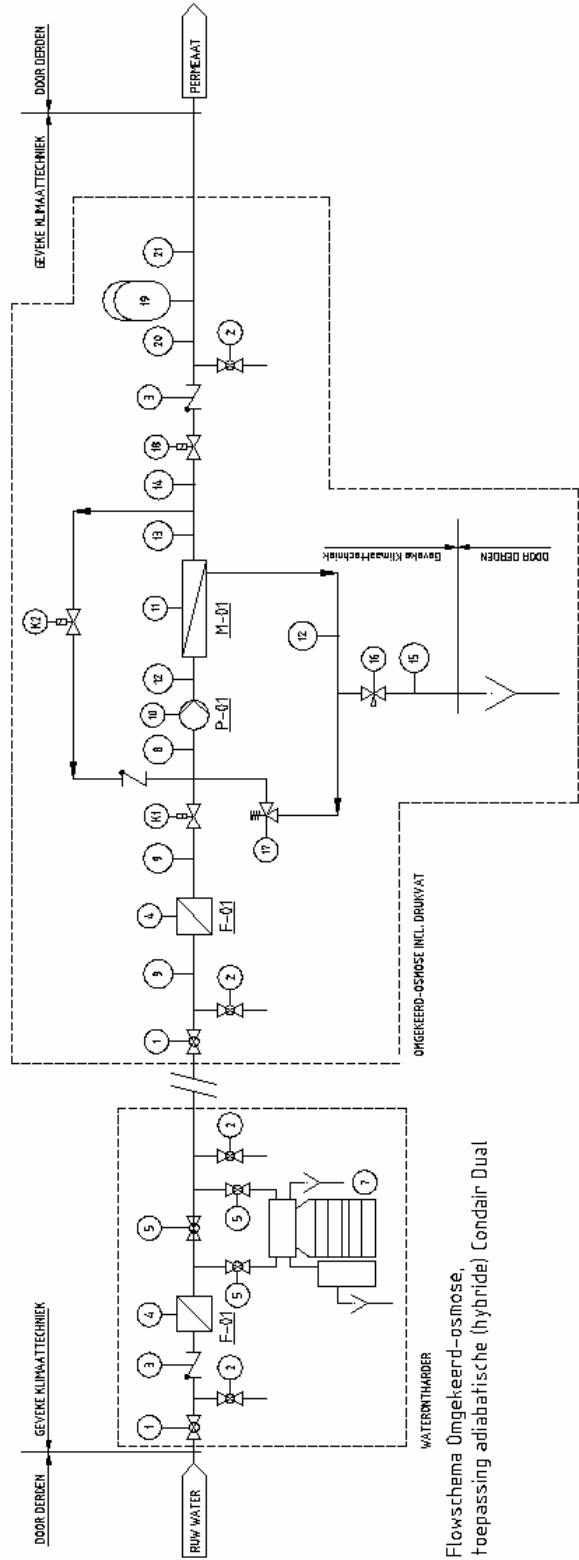 DOOR DERDEN
GEVEKE KLIMAATTECHNIEK
GEVEKE KLIMAATTECHNIEK
DOOR DERDEN
K2
19
1
3
4
5
1
9
4
9
K1
8
10
12
11
13
14
18
3
20
21
RUW WATER
PERMEAAT
F-01
F-01
P-01
M-01
2
5
5
2
2
2
7
17
12
16
15
Geveke Klimaattechniek
DOOR DERDEN
WATERONTHARDER
OMGEKEERD-OSMOSE INCL. DRUKVAT
Flowschema Omgekeerd-osmose,
toepassing adiabatische (hybride) Condair Dual